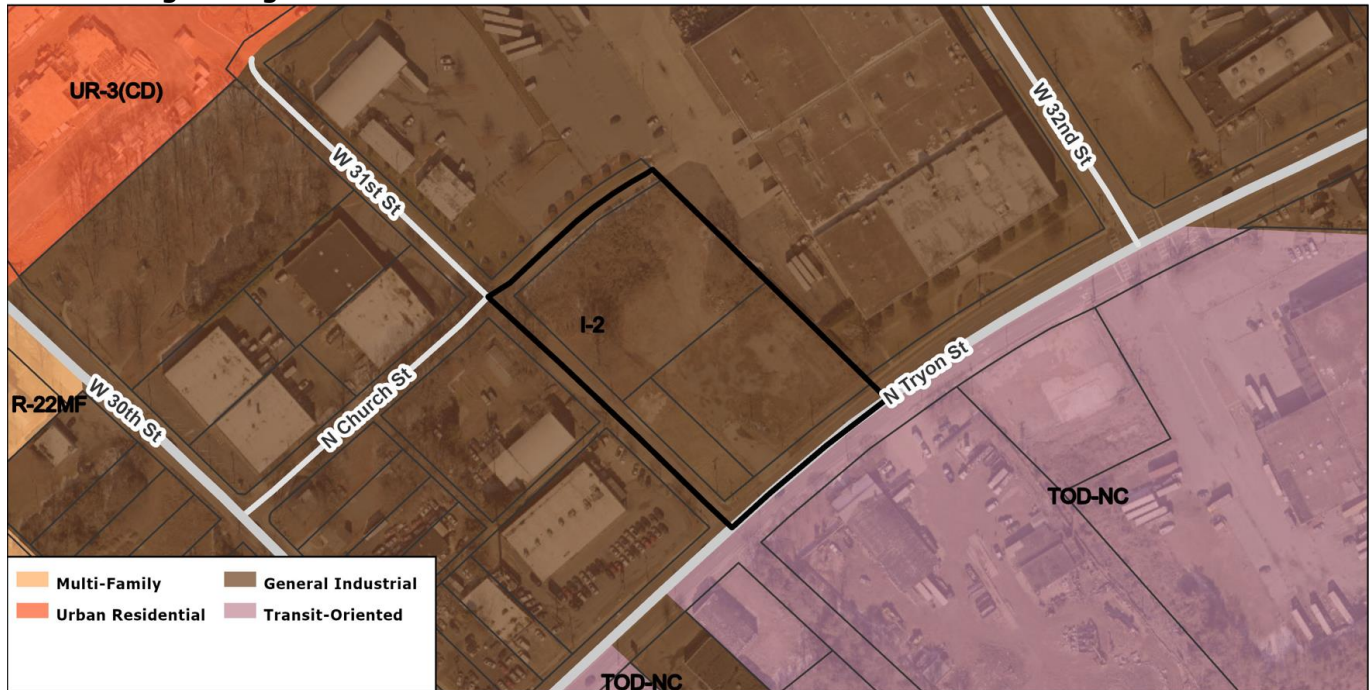 UR-3(CD)
W 31st St
W 32nd St
I-2
N Tryon St
R-22MF
W 30th St
N Church St
TOD-NC
TOD-NC
Multi-Family
General Industrial
Urban Residential
Transit-Oriented